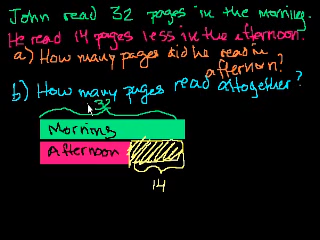 John read 32 pages in the morning.
He read 14 pages less in the afternoon.
a) How many pages did he read in
afternoon?
b) How many pages read altogether?
32
Morning
Afternoon
14